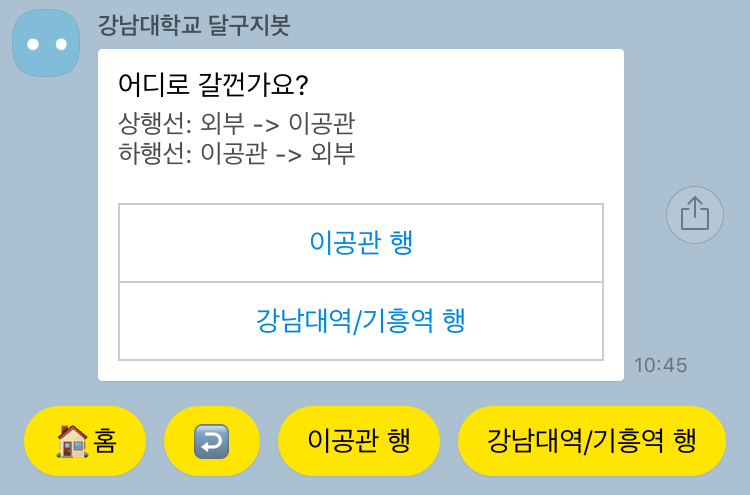 강남대학교 달구지봇
어디로 갈껀가요?
상행선: 외부 -> 이공관
하행선: 이공관 -> 외부
이공관 행
강남대역/기흥역 행
10:45
홈
이공관 행
강남대역/기흥역 행